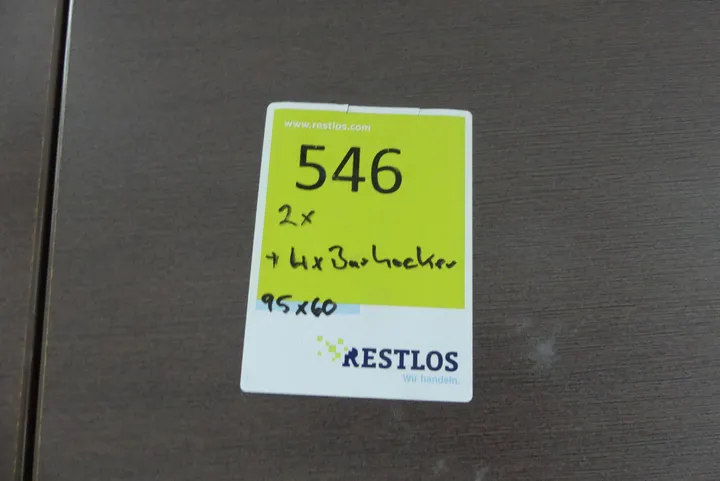 www.restlos.com
546
2x
+ 4x Barhocker
95x60
RESTLOS
Wir handeln.